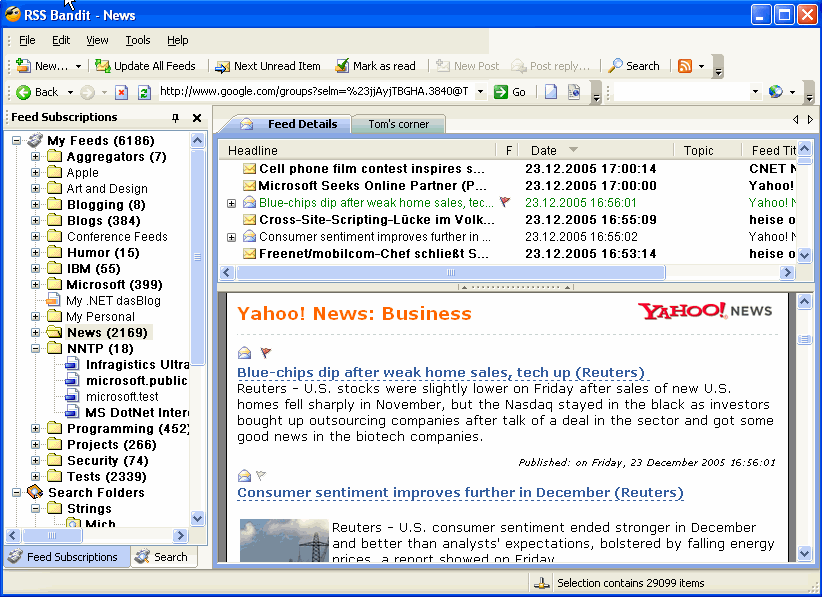 RSS Bandit - News
File Edit View Tools Help
New... Update All Feeds Next Unread Item Mark as read New Post Post reply... Search
Back http://www.google.com/groups?selm=%23jjAyjTBGHA.3840@T Go
Feed Subscriptions
Feed Details Tom's corner
My Feeds (6186)
Aggregators (7)
Apple
Art and Design
Blogging (8)
Blogs (384)
Conference Feeds
Humor (15)
IBM (55)
Microsoft (399)
My .NET dasBlog
My Personal
News (2169)
NNTP (18)
Infragistics Ultra
microsoft.public
microsoft.test
MS DotNet Inter
Programming (452)
Projects (266)
Security (74)
Tests (2339)
Search Folders
Strings
Mich
Feed Subscriptions Search
Headline F Date Topic Feed Tit
Cell phone film contest inspires s... 23.12.2005 17:00:14 CNET N
Microsoft Seeks Online Partner (P... 23.12.2005 17:00:00 Yahoo!
Blue-chips dip after weak home sales, tec... 23.12.2005 16:56:01 Yahoo! N
Cross-Site-Scripting-Lücke im Volk... 23.12.2005 16:55:09 heise o
Consumer sentiment improves further in ... 23.12.2005 16:55:02 Yahoo! N
Freenet/mobilcom-Chef schließt S... 23.12.2005 16:53:14 heise o
Yahoo! News: Business YAHOO! NEWS
Blue-chips dip after weak home sales, tech up (Reuters)
Reuters - U.S. stocks were slightly lower on Friday after sales of new U.S.
homes fell sharply in November, but the Nasdaq stayed in the black as investors
bought up outsourcing companies after talk of a deal in the sector and got some
good news in the biotech companies.
Published: on Friday, 23 December 2005 16:56:01
Consumer sentiment improves further in December (Reuters)
Reuters - U.S. consumer sentiment ended stronger in December
and better than analysts' expectations, bolstered by falling energy
prices, a report showed on Friday.
Selection contains 29099 items